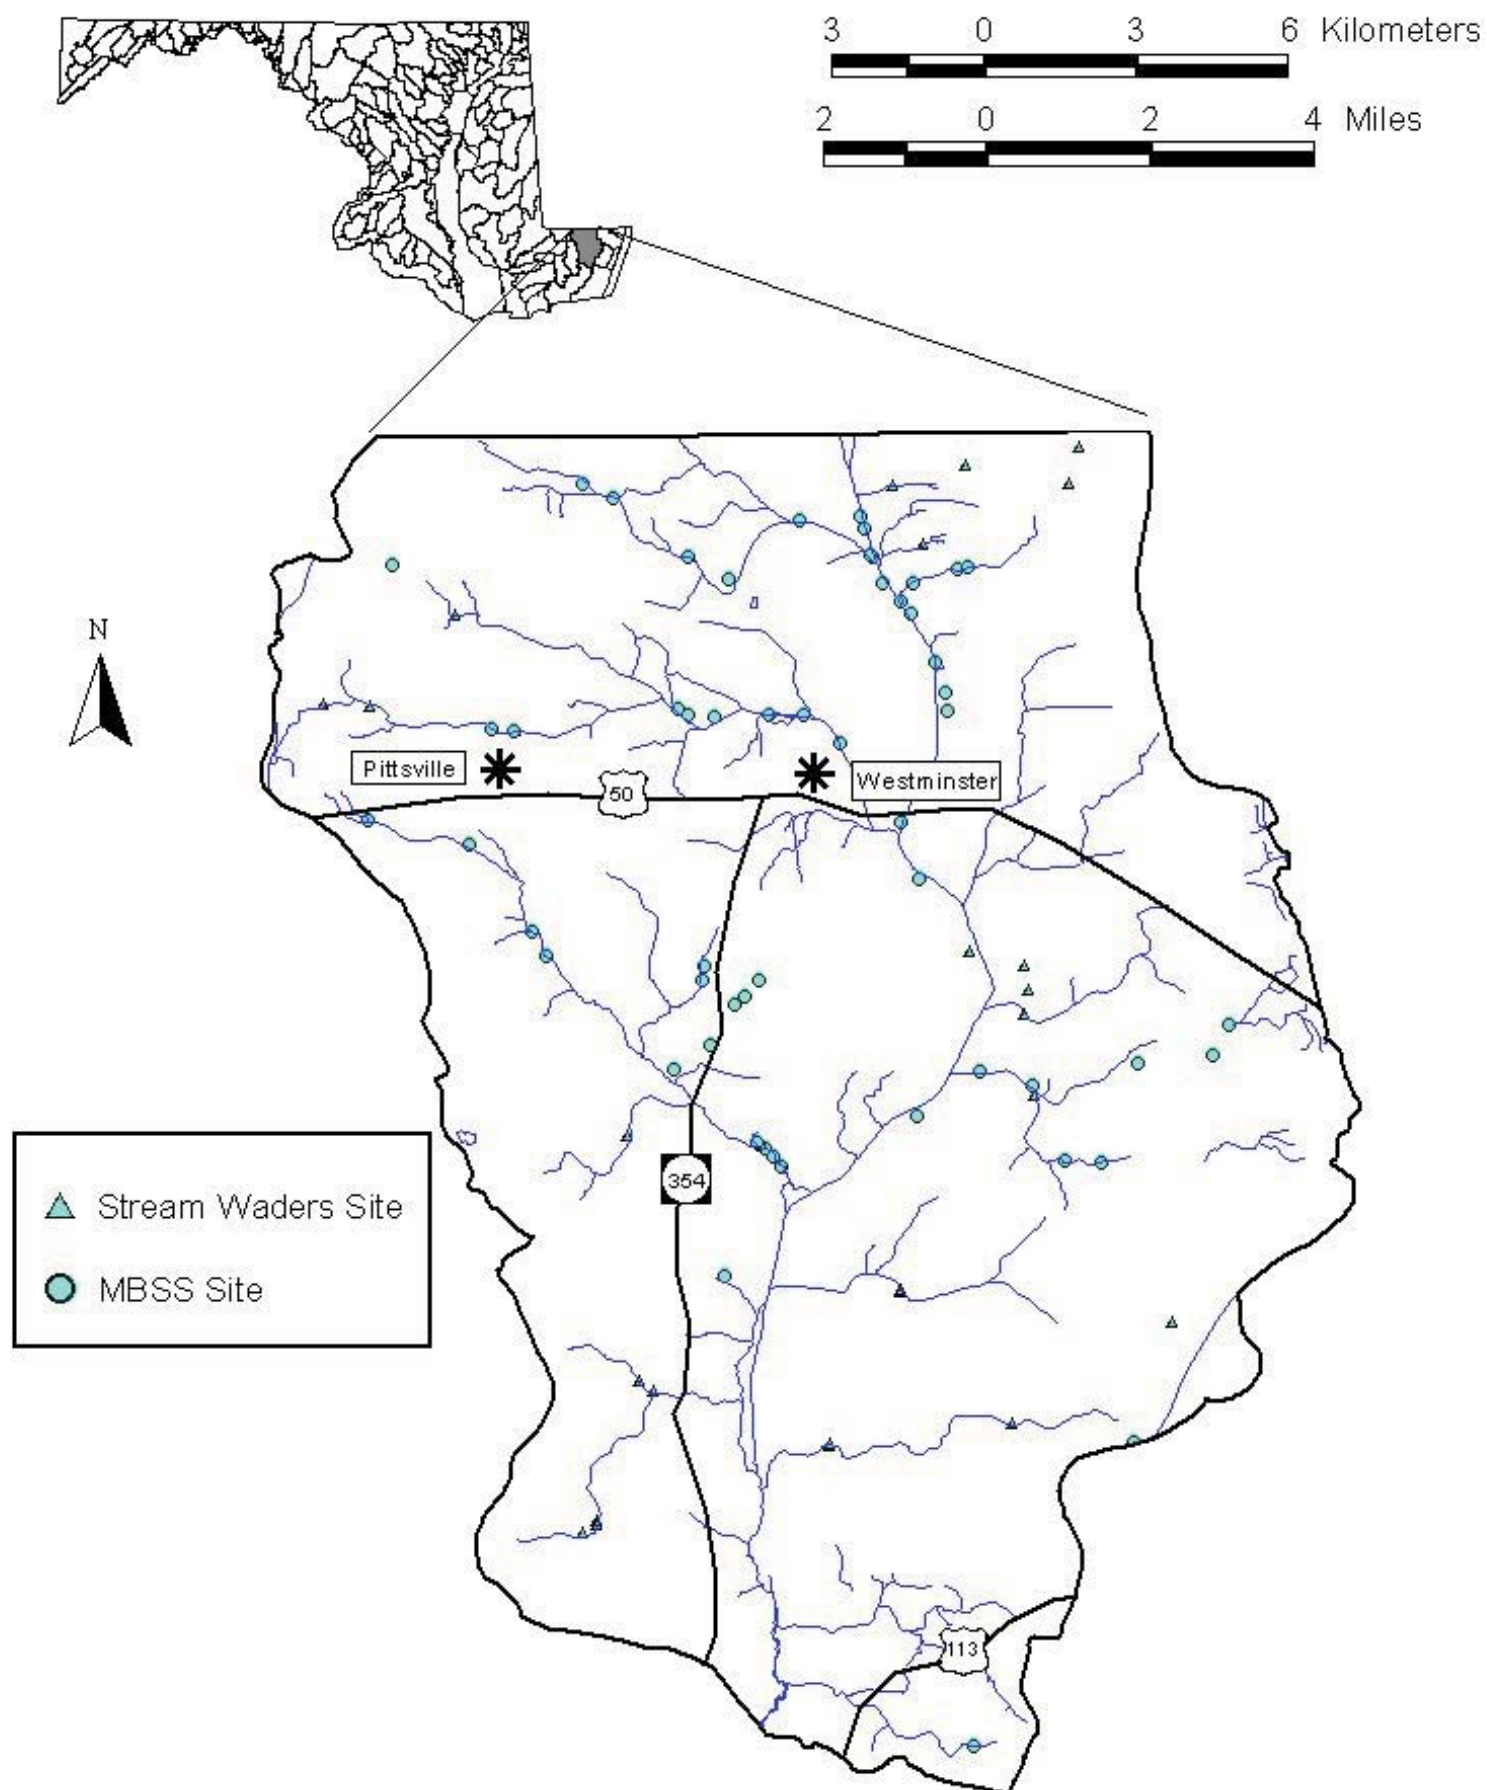 3 0 3 6 Kilometers
2 0 2 4 Miles
N
Pittsville
Westminster
50
354
Stream Waders Site
MBSS Site
113